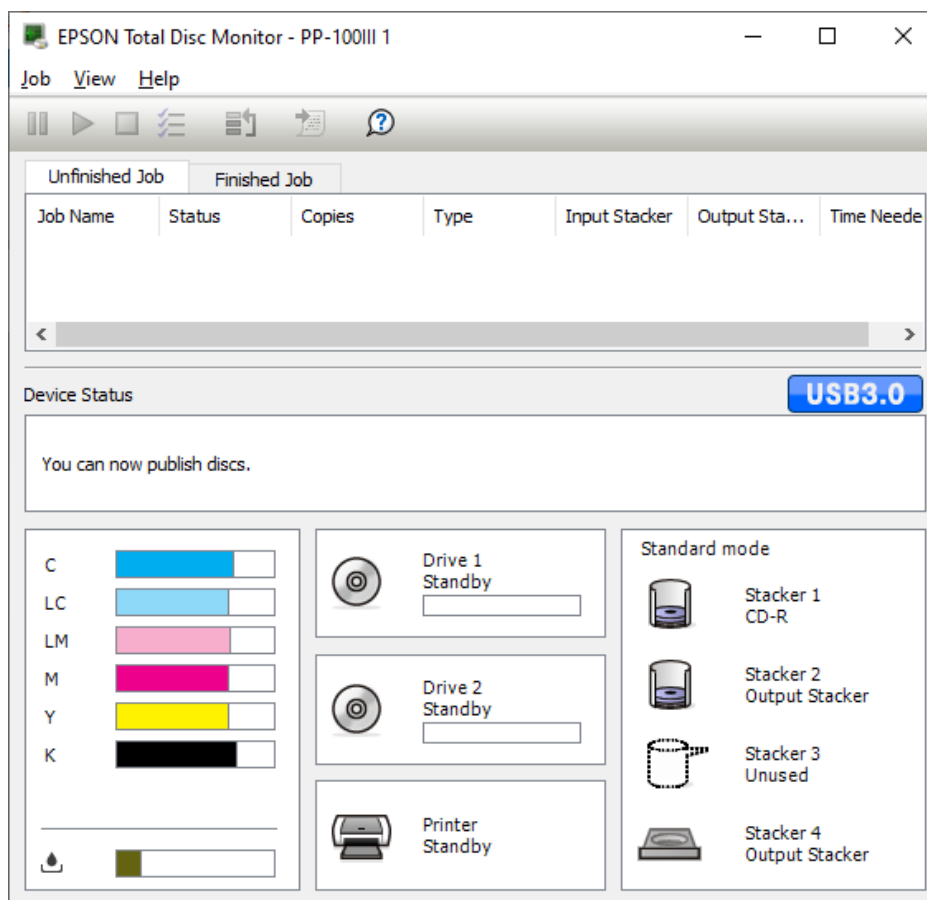 EPSON Total Disc Monitor - PP-100III 1
Job View Help
Unfinished Job Finished Job
Job Name Status Copies Type Input Stacker Output Sta... Time Neede
Device Status USB3.0
You can now publish discs.
C
LC
LM
M
Y
K
Drive 1
Standby
Drive 2
Standby
Printer
Standby
Standard mode
Stacker 1
CD-R
Stacker 2
Output Stacker
Stacker 3
Unused
Stacker 4
Output Stacker